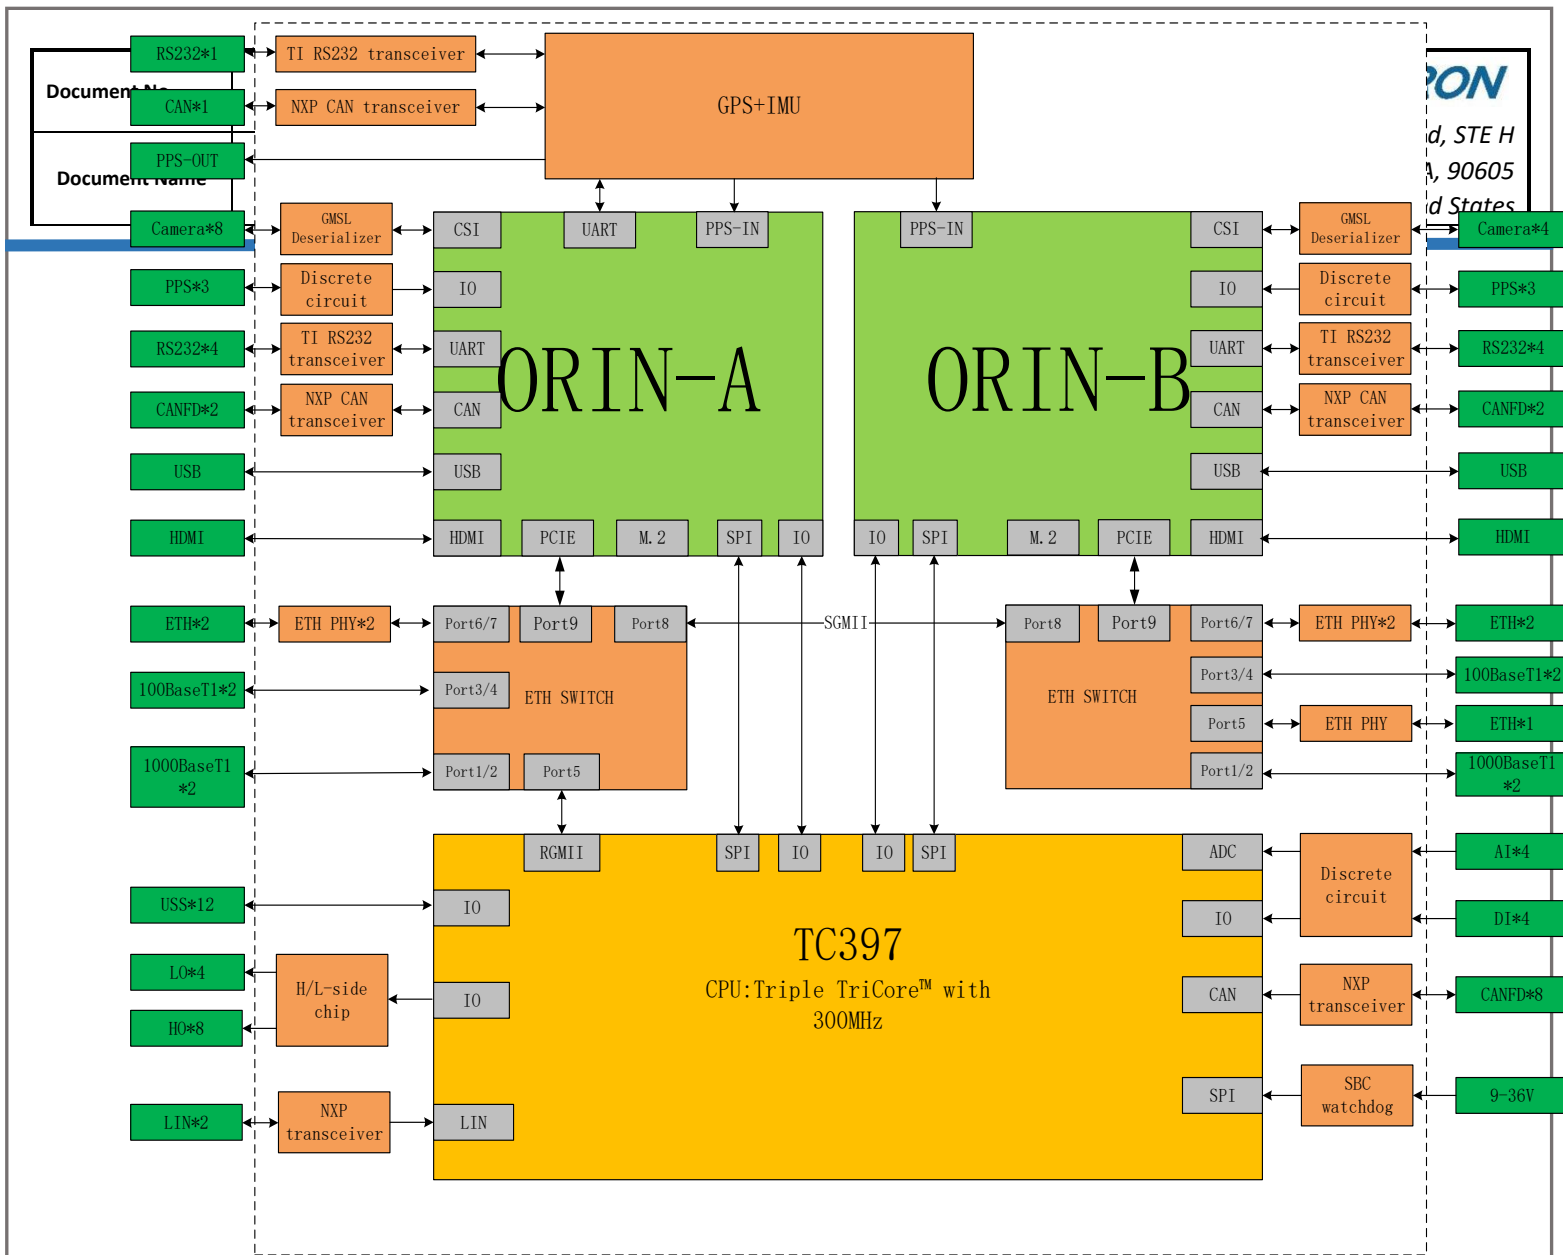 RS232*1
TI RS232 transceiver
GPS+IMU
Document
CAN*1
NXP CAN transceiver
RON
d, STE H
PPS-OUT
, 90605
Document Name
d States
Camera*8
GMSL
Deserializer
CSI
UART
PPS-IN
PPS-IN
CSI
GMSL
Deserializer
Camera*4
PPS*3
Discrete
circuit
IO
IO
Discrete
circuit
PPS*3
RS232*4
TI RS232
transceiver
UART
ORIN-A
ORIN-B
UART
TI RS232
transceiver
RS232*4
CANFD*2
NXP CAN
transceiver
CAN
CAN
NXP CAN
transceiver
CANFD*2
USB
USB
USB
USB
HDMI
HDMI
PCIE
M.2
SPI
IO
IO
SPI
M.2
PCIE
HDMI
HDMI
ETH*2
ETH PHY*2
Port6/7
Port9
Port8
SGMII
Port8
Port9
Port6/7
ETH PHY*2
ETH*2
100BaseT1*2
Port3/4
ETH SWITCH
ETH SWITCH
Port3/4
100BaseT1*2
Port5
ETH PHY
ETH*1
1000BaseT1
*2
Port1/2
Port5
Port1/2
1000BaseT1
*2
RGMII
SPI
IO
IO
SPI
ADC
Discrete
circuit
AI*4
USS*12
IO
IO
DI*4
TC397
CPU:Triple TriCore™ with
300MHz
LO*4
H/L-side
chip
IO
HO*8
CAN
NXP
transceiver
CANFD*8
LIN*2
NXP
transceiver
LIN
SPI
SBC
watchdog
9-36V